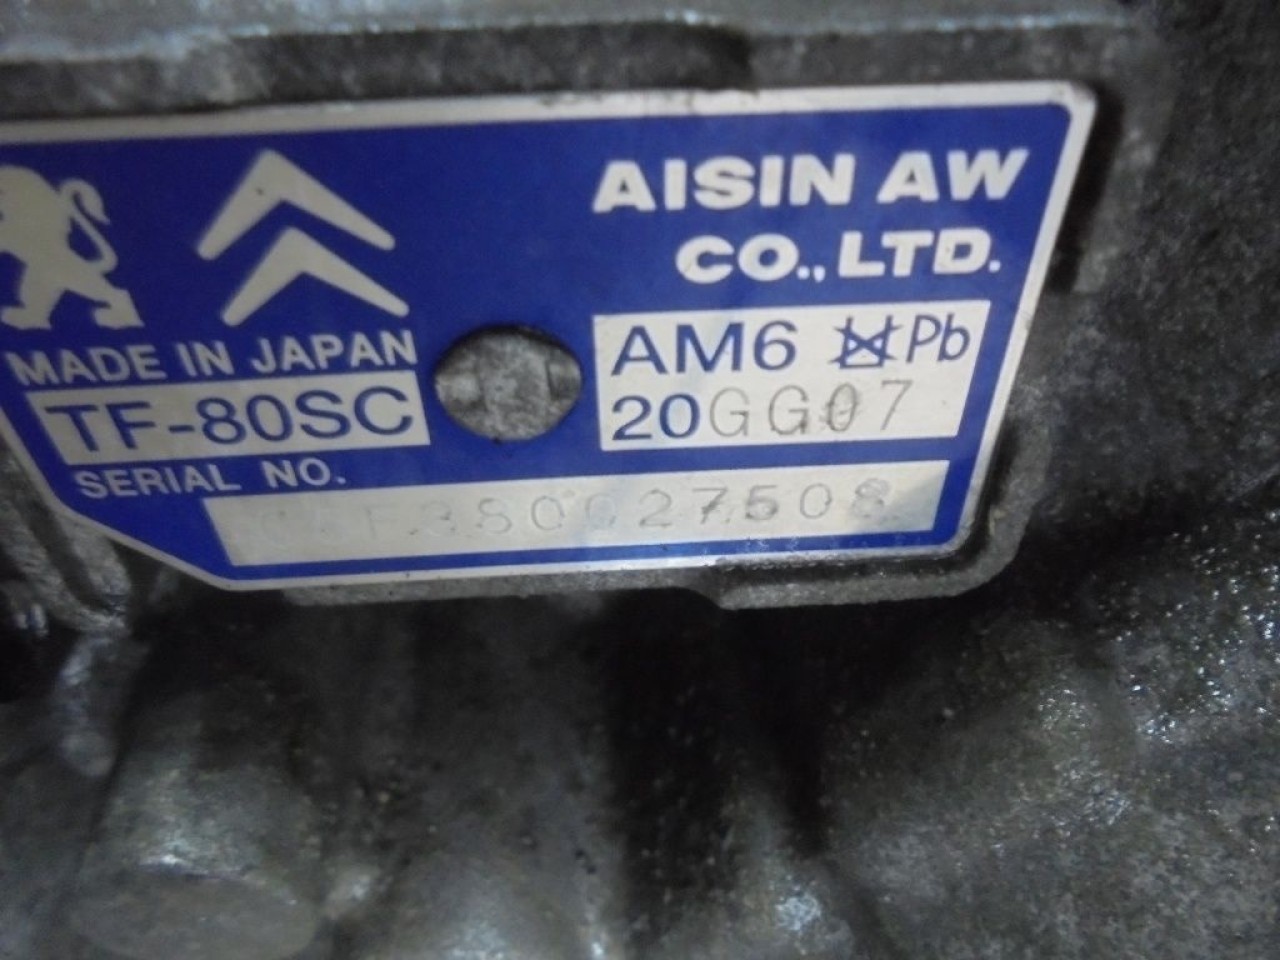 AISIN AW
CO., LTD.
MADE IN JAPAN
TF-80SC
AM6 Pb
20GG07
SERIAL NO.